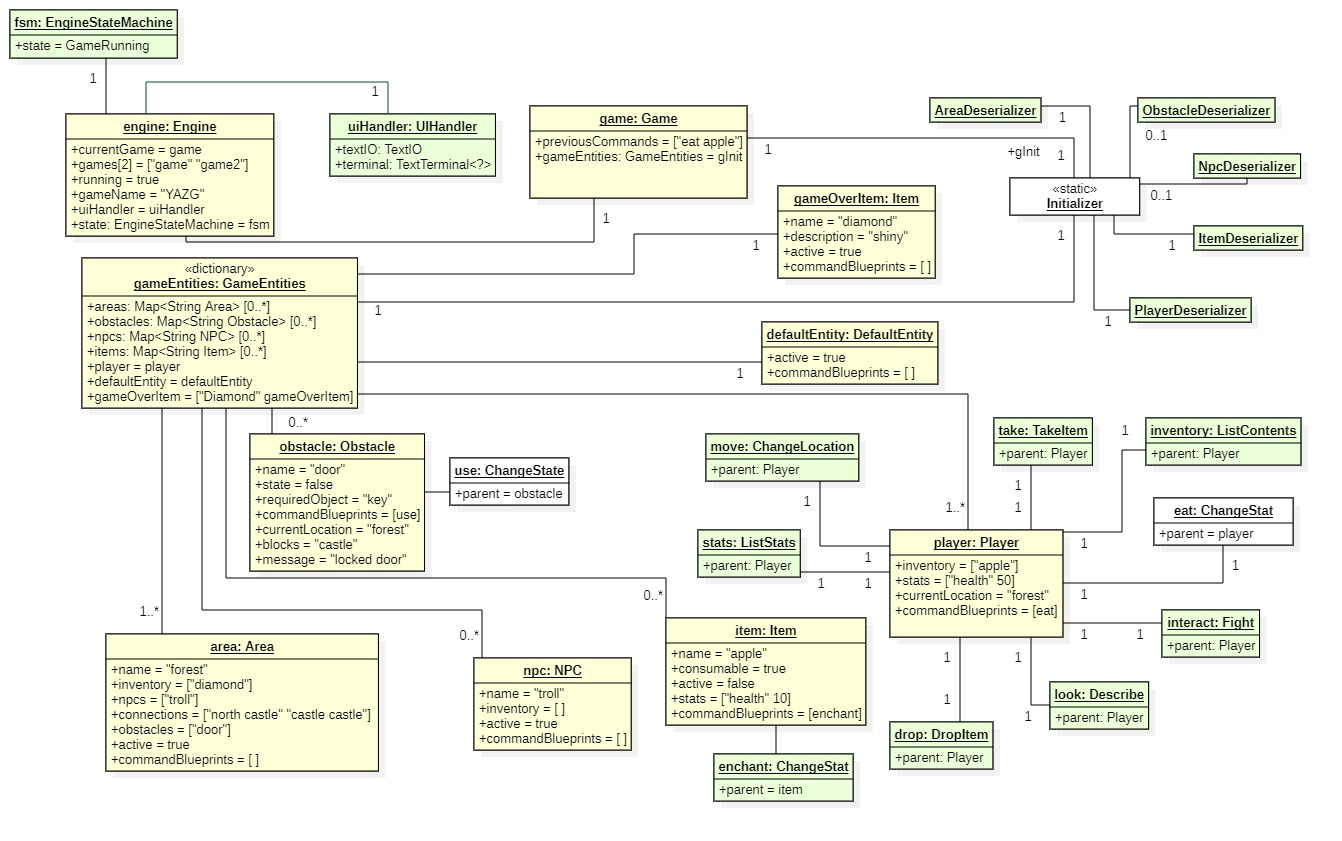 fsm: EngineStateMachine
+state = GameRunning
1
1
engine: Engine
+currentGame = game
+games[2] = ["game" "game2"]
+running = true
+gameName = "YAZG"
+uiHandler = uiHandler
+state: EngineStateMachine = fsm
uiHandler: UIHandler
+textIO: TextIO
+terminal: TextTerminal<?>
game: Game
+previousCommands = ["eat apple"]
+gameEntities: GameEntities = gInit
1
1
AreaDeserializer
1
ObstacleDeserializer
0..1
+gInit
1
NpcDeserializer
0..1
«static»
Initializer
1
ItemDeserializer
1
PlayerDeserializer
1
gameOverItem: Item
+name = "diamond"
+description = "shiny"
+active = true
+commandBlueprints = [ ]
1
«dictionary»
gameEntities: GameEntities
+areas: Map<String Area> [0..*]
+obstacles: Map<String Obstacle> [0..*]
+npcs: Map<String NPC> [0..*]
+items: Map<String Item> [0..*]
+player = player
+defaultEntity = defaultEntity
+gameOverItem = ["Diamond" gameOverItem]
1
defaultEntity: DefaultEntity
+active = true
+commandBlueprints = [ ]
1
0..*
obstacle: Obstacle
+name = "door"
+state = false
+requiredObject = "key"
+commandBlueprints = [use]
+currentLocation = "forest"
+blocks = "castle"
+message = "locked door"
use: ChangeState
+parent = obstacle
move: ChangeLocation
+parent: Player
1
1
take: TakeItem
+parent: Player
1
1
inventory: ListContents
+parent: Player
1
1
eat: ChangeStat
+parent = player
1
1
1..*
stats: ListStats
+parent: Player
1
1
player: Player
+inventory = ["apple"]
+stats = ["health" 50]
+currentLocation = "forest"
+commandBlueprints = [eat]
interact: Fight
+parent: Player
1
1
look: Describe
+parent: Player
1
1
drop: DropItem
+parent: Player
1
1
1..*
area: Area
+name = "forest"
+inventory = ["diamond"]
+npcs = ["troll"]
+connections = ["north castle" "castle castle"]
+obstacles = ["door"]
+active = true
+commandBlueprints = [ ]
0..*
npc: NPC
+name = "troll"
+inventory = [ ]
+active = true
+commandBlueprints = [ ]
0..*
item: Item
+name = "apple"
+consumable = true
+active = false
+stats = ["health" 10]
+commandBlueprints = [enchant]
enchant: ChangeStat
+parent = item